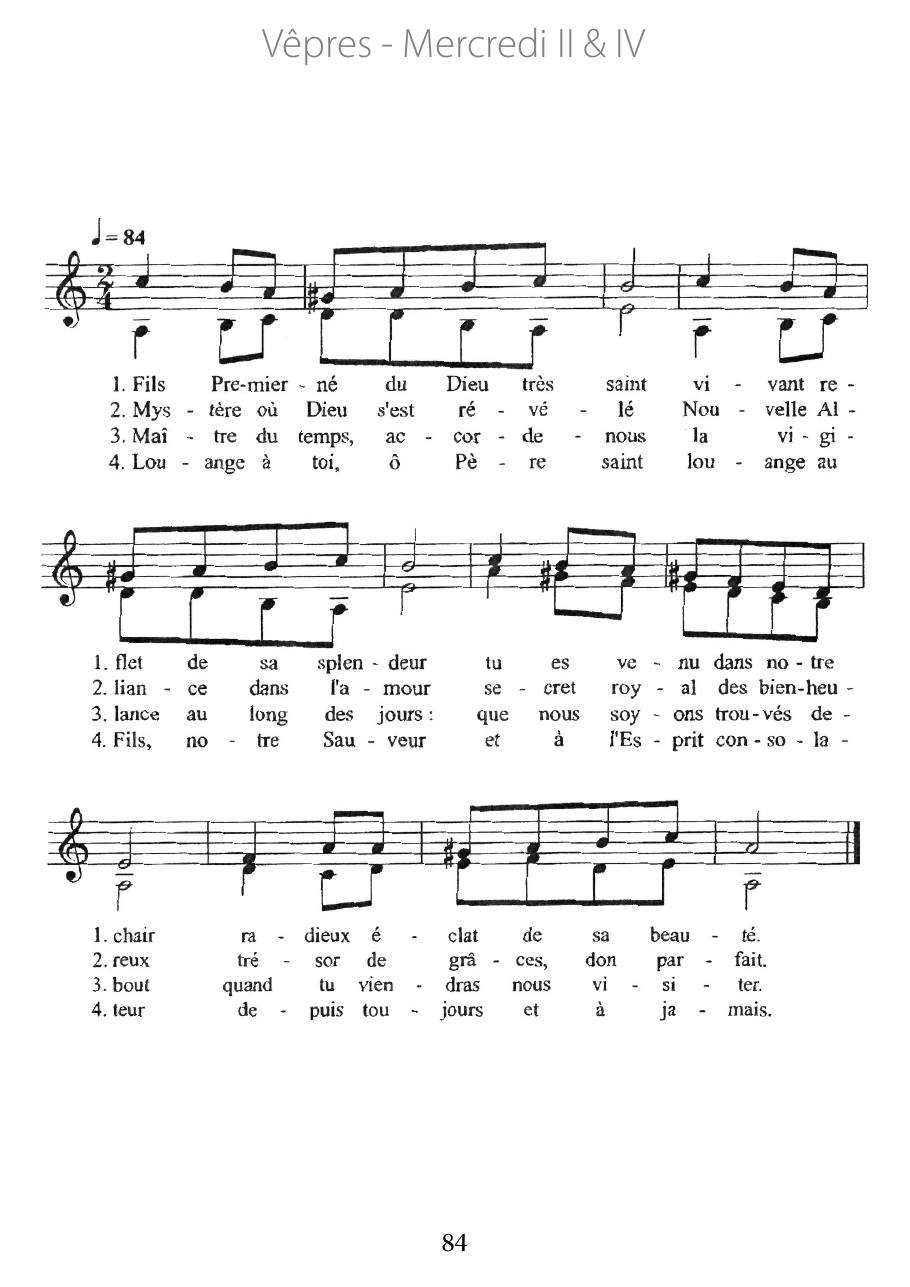 Vêpres - Mercredi II & IV
♩ = 84
1. Fils Pre-mier - né du Dieu très saint vi - vant re -
2. Mys - tère où Dieu s'est ré - vé - lé Nou - velle Al -
3. Maî - tre du temps, ac - cor - de - nous la vi - gi -
4. Lou - ange à toi, ô Pè - re saint lou - ange au
1. flet de sa splen - deur tu es ve - nu dans no - tre
2. lian - ce dans l'a - mour se - cret roy - al des bien-heu -
3. lance au long des jours : que nous soy - ons trou-vés de -
4. Fils, no - tre Sau - veur et à l'Es - prit con - so - la -
1. chair ra - dieux é - clat de sa beau - té.
2. reux tré - sor de grâ - ces, don par - fait.
3. bout quand tu vien - dras nous vi - si - ter.
4. teur de - puis tou - jours et à ja - mais.
84